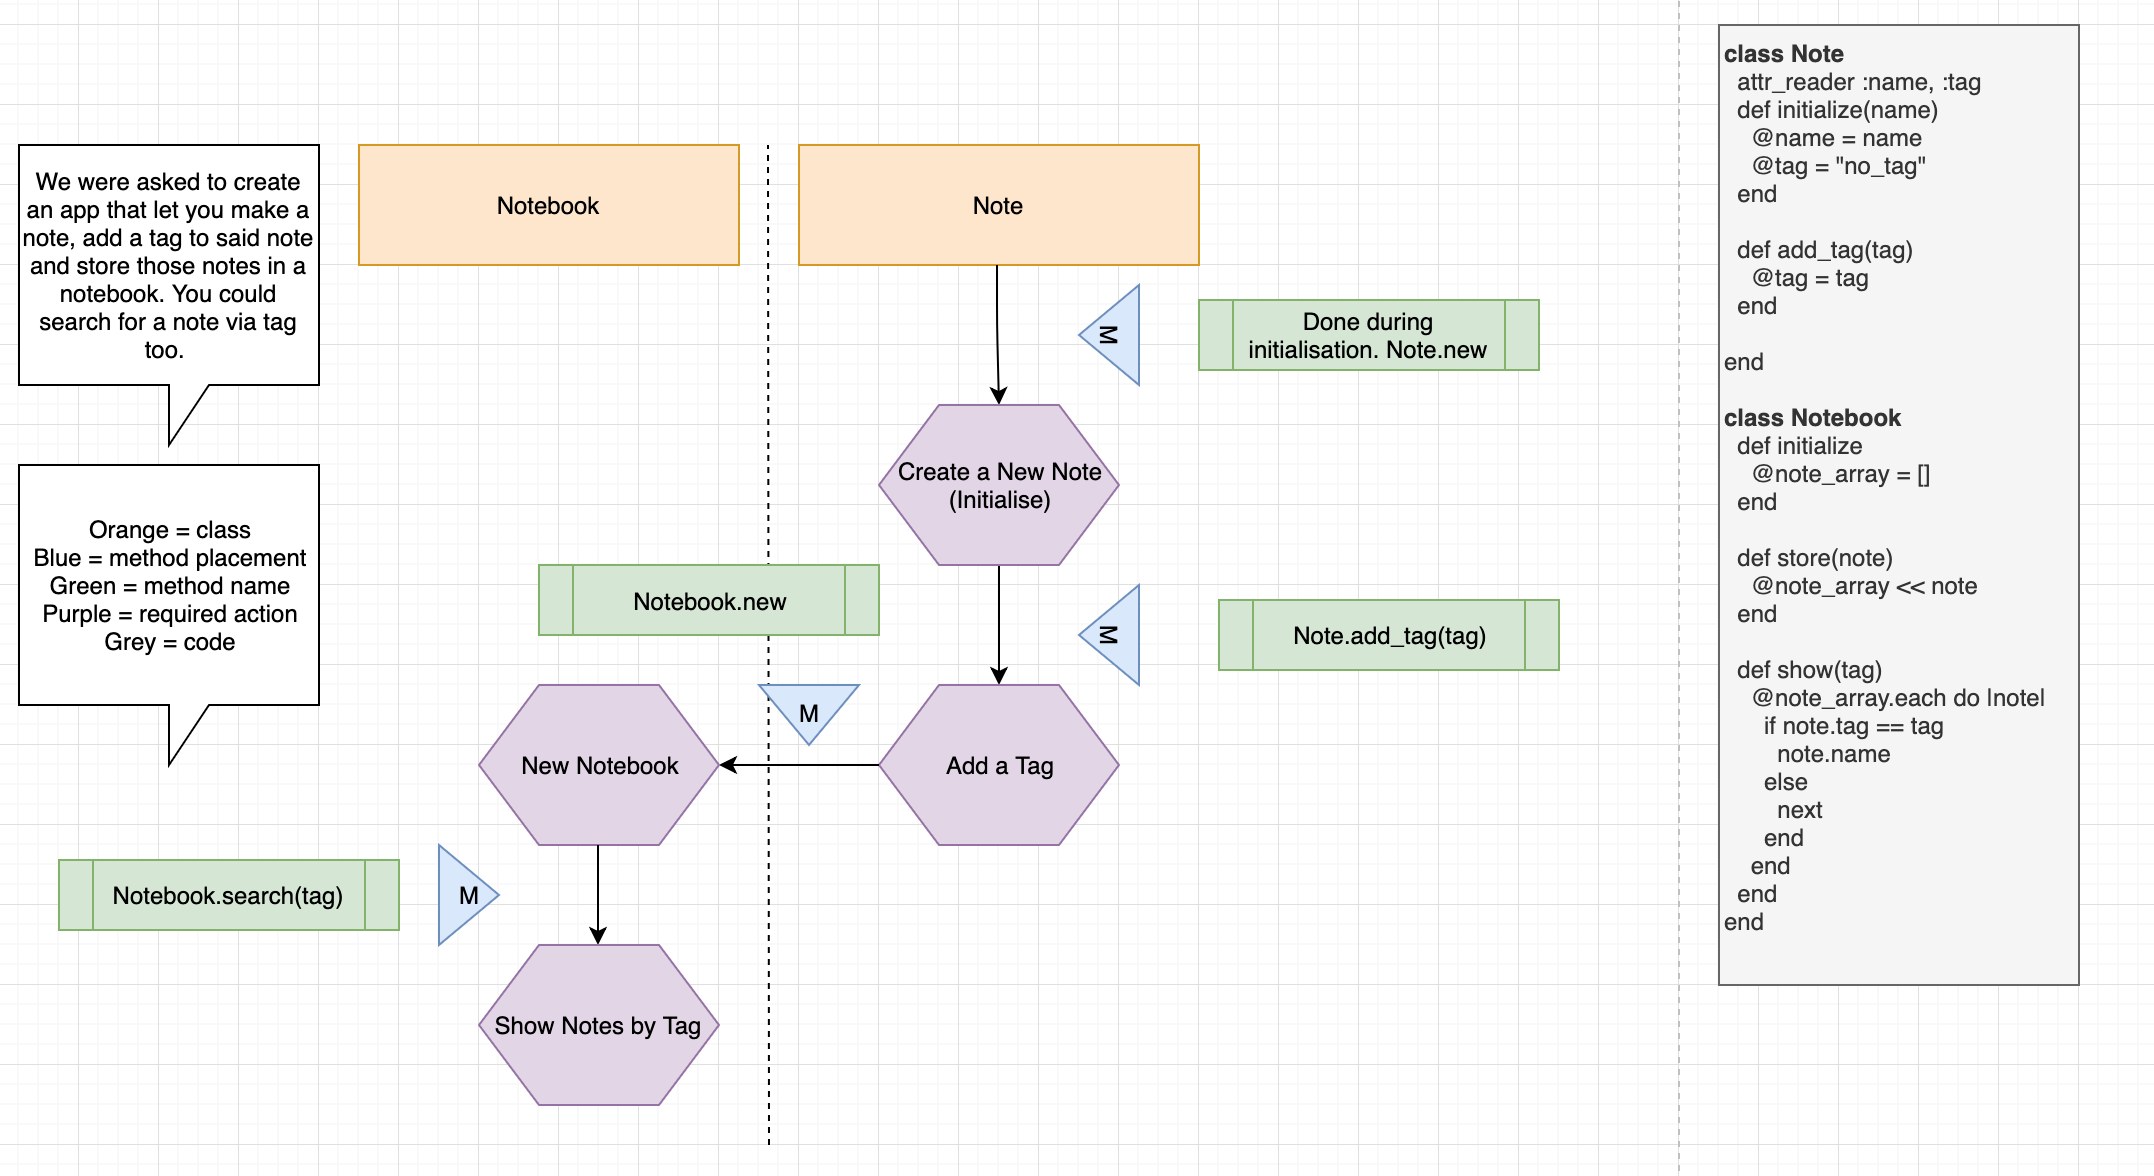 We were asked to create
an app that let you make a
note, add a tag to said note
and store those notes in a
notebook. You could
search for a note via tag
too.
Orange = class
Blue = method placement
Green = method name
Purple = required action
Grey = code
Notebook
Note
M
Done during
initialisation. Note.new
Create a New Note
(Initialise)
Notebook.new
M
Note.add_tag(tag)
M
New Notebook
Add a Tag
Notebook.search(tag)
M
Show Notes by Tag
class Note
attr_reader :name, :tag
def initialize(name)
@name = name
@tag = "no_tag"
end
def add_tag(tag)
@tag = tag
end
end
class Notebook
def initialize
@note_array = []
end
def store(note)
@note_array << note
end
def show(tag)
@note_array.each do |note|
if note.tag == tag
note.name
else
next
end
end
end
end